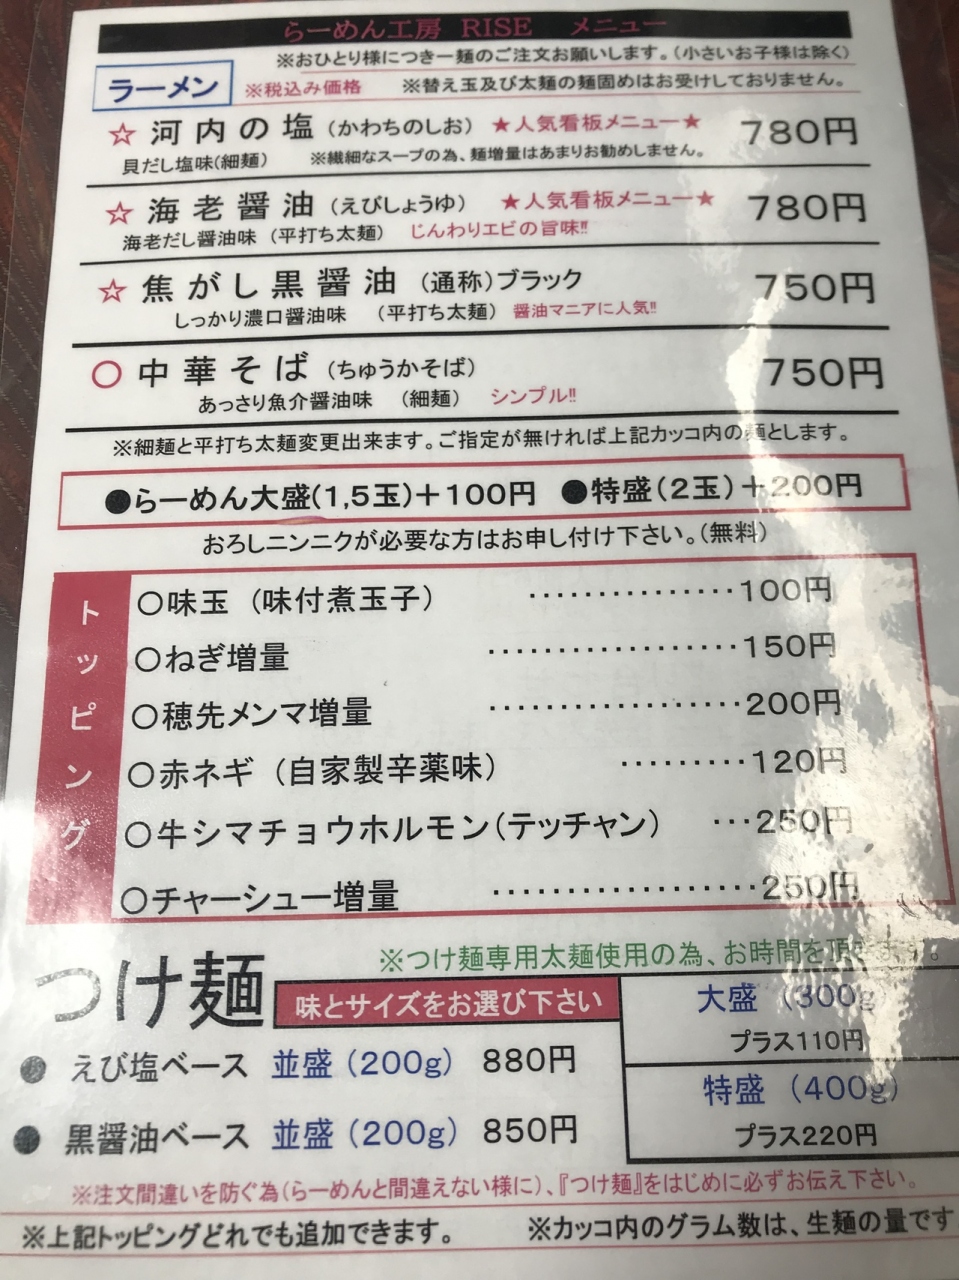 らーめん工房 RISE メニュー
※おひとり様につき一麺のご注文お願いします。(小さいお子様は除く)
ラーメン ※税込み価格 ※替え玉及び太麺の麺固めはお受けしておりません。
☆ 河内の塩 (かわちのしお) ★人気看板メニュー★ 780円
貝だし塩味(細麺) ※繊細なスープの為、麺増量はあまりお勧めしません。
☆ 海老醤油 (えびしょうゆ) ★人気看板メニュー★ 780円
海老だし醤油味 (平打ち太麺) じんわりエビの旨味!!
☆ 焦がし黒醤油 (通称)ブラック 750円
しっかり濃口醤油味 (平打ち太麺) 醤油マニアに人気!!
○ 中華そば (ちゅうかそば) 750円
あっさり魚介醤油味 (細麺) シンプル!!
※細麺と平打ち太麺変更出来ます。ご指定が無ければ上記カッコ内の麺とします。
●らーめん大盛(1,5玉)＋100円 ●特盛(2玉)＋200円
おろしニンニクが必要な方はお申し付け下さい。(無料)
トッピング
○味玉 (味付煮玉子) ･･･････････････100円
○ねぎ増量 ･･････････････････150円
○穂先メンマ増量 ･･････････････････200円
○赤ネギ (自家製辛薬味) ･････････120円
○牛シマチョウホルモン(テッチャン) ･･･250円
○チャーシュー増量 ･･･････････････････250円
つけ麺 ※つけ麺専用太麺使用の為、お時間を頂きます。
味とサイズをお選び下さい
● えび塩ベース 並盛(200g) 880円
● 黒醤油ベース 並盛(200g) 850円
大盛 (300g)
プラス110円
特盛 (400g)
プラス220円
※注文間違いを防ぐ為(らーめんと間違えない様に)、『つけ麺』をはじめに必ずお伝え下さい。
※上記トッピングどれでも追加できます。 ※カッコ内のグラム数は、生麺の量です